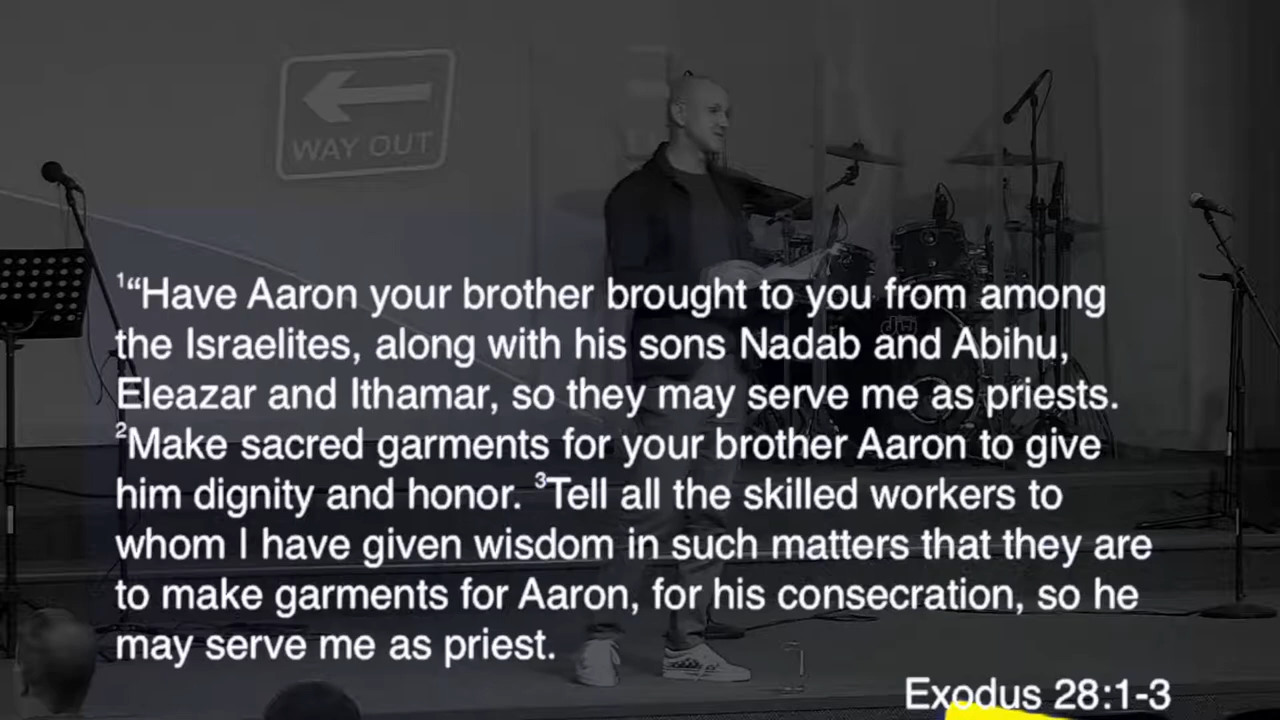 WAY OUT
¹“Have Aaron your brother brought to you from among
the Israelites, along with his sons Nadab and Abihu,
Eleazar and Ithamar, so they may serve me as priests.
²Make sacred garments for your brother Aaron to give
him dignity and honor. ³Tell all the skilled workers to
whom I have given wisdom in such matters that they are
to make garments for Aaron, for his consecration, so he
may serve me as priest.
Exodus 28:1-3